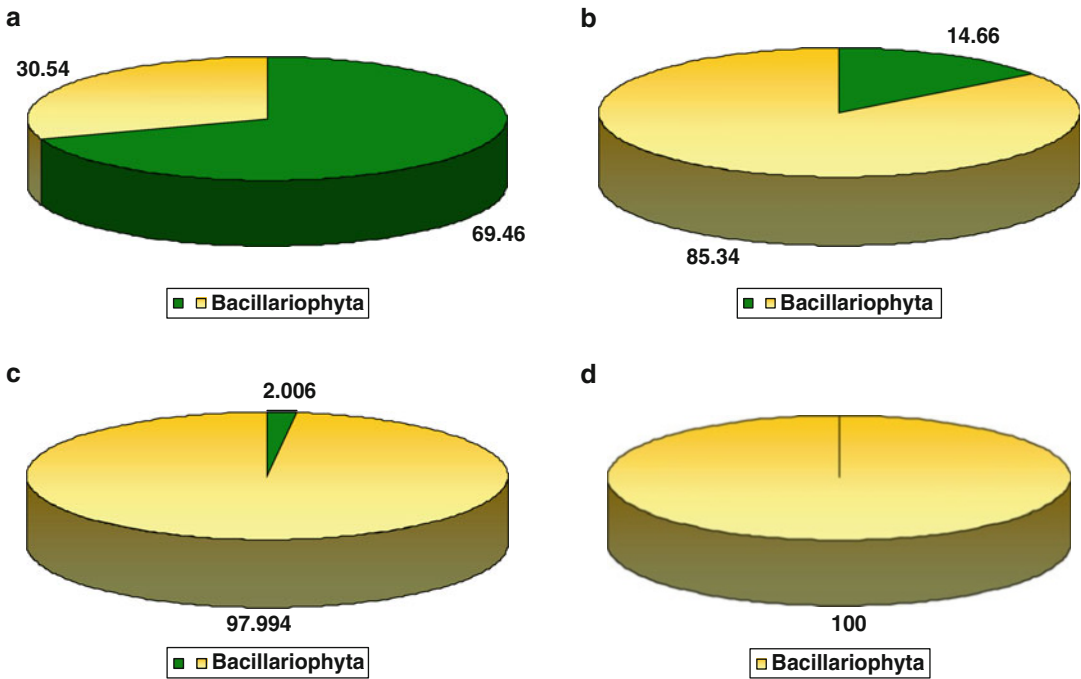 a
30.54
69.46
Bacillariophyta
b
14.66
85.34
Bacillariophyta
c
2.006
97.994
Bacillariophyta
d
100
Bacillariophyta